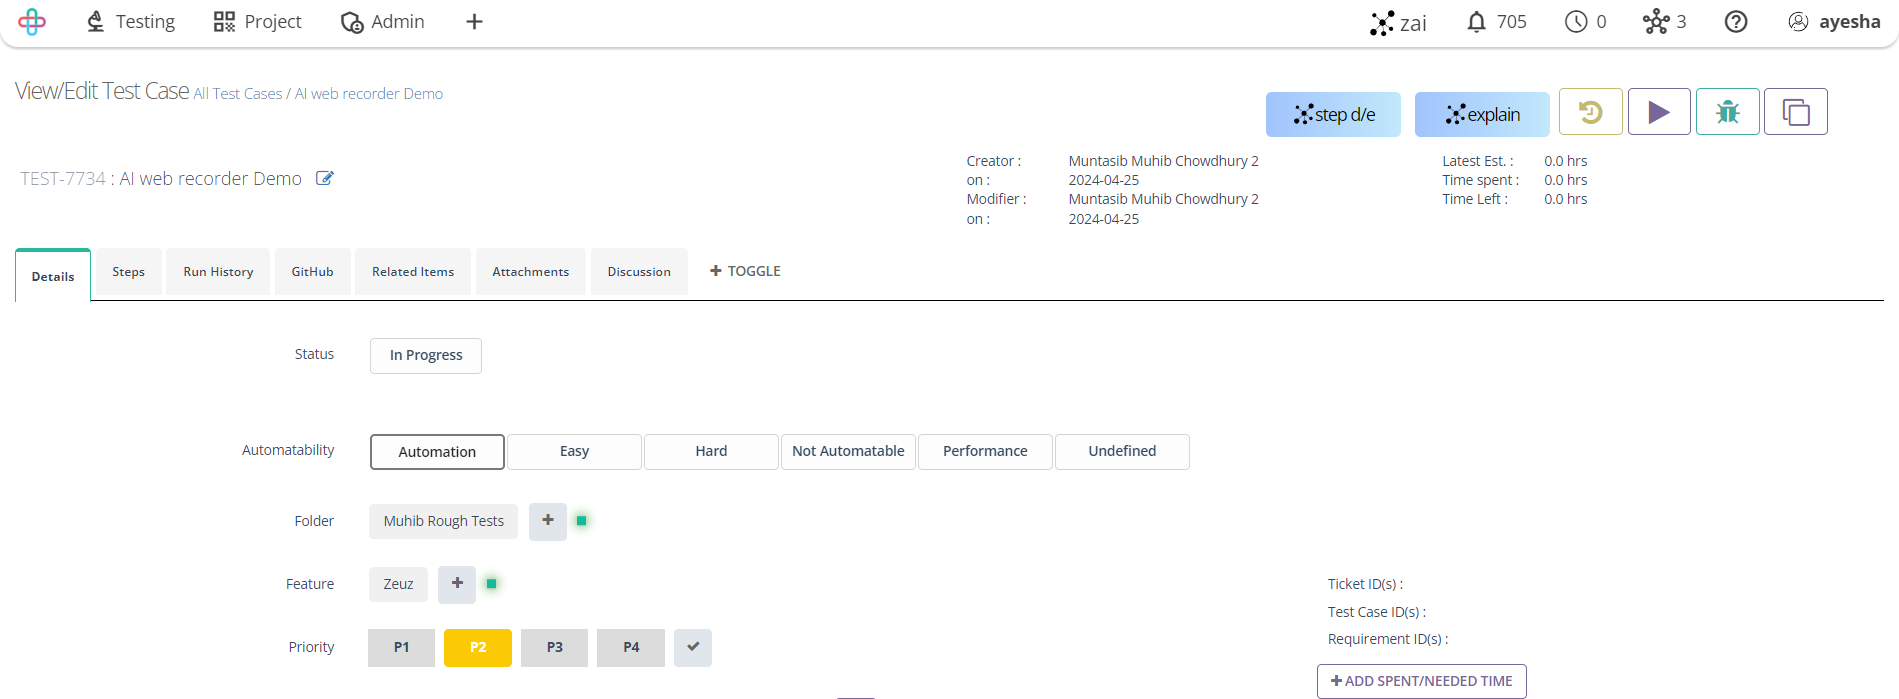 Testing Project Admin + zai 705 0 3 ayesha
View/Edit Test Case All Test Cases / AI web recorder Demo
step d/e explain
TEST-7734 : AI web recorder Demo
Creator : Muntasib Muhib Chowdhury 2
on : 2024-04-25
Modifier : Muntasib Muhib Chowdhury 2
on : 2024-04-25
Latest Est. : 0.0 hrs
Time spent : 0.0 hrs
Time Left : 0.0 hrs
Details Steps Run History GitHub Related Items Attachments Discussion + TOGGLE
Status In Progress
Automatability Automation Easy Hard Not Automatable Performance Undefined
Folder Muhib Rough Tests +
Feature Zeuz +
Priority P1 P2 P3 P4
Ticket ID(s) :
Test Case ID(s) :
Requirement ID(s) :
+ ADD SPENT/NEEDED TIME